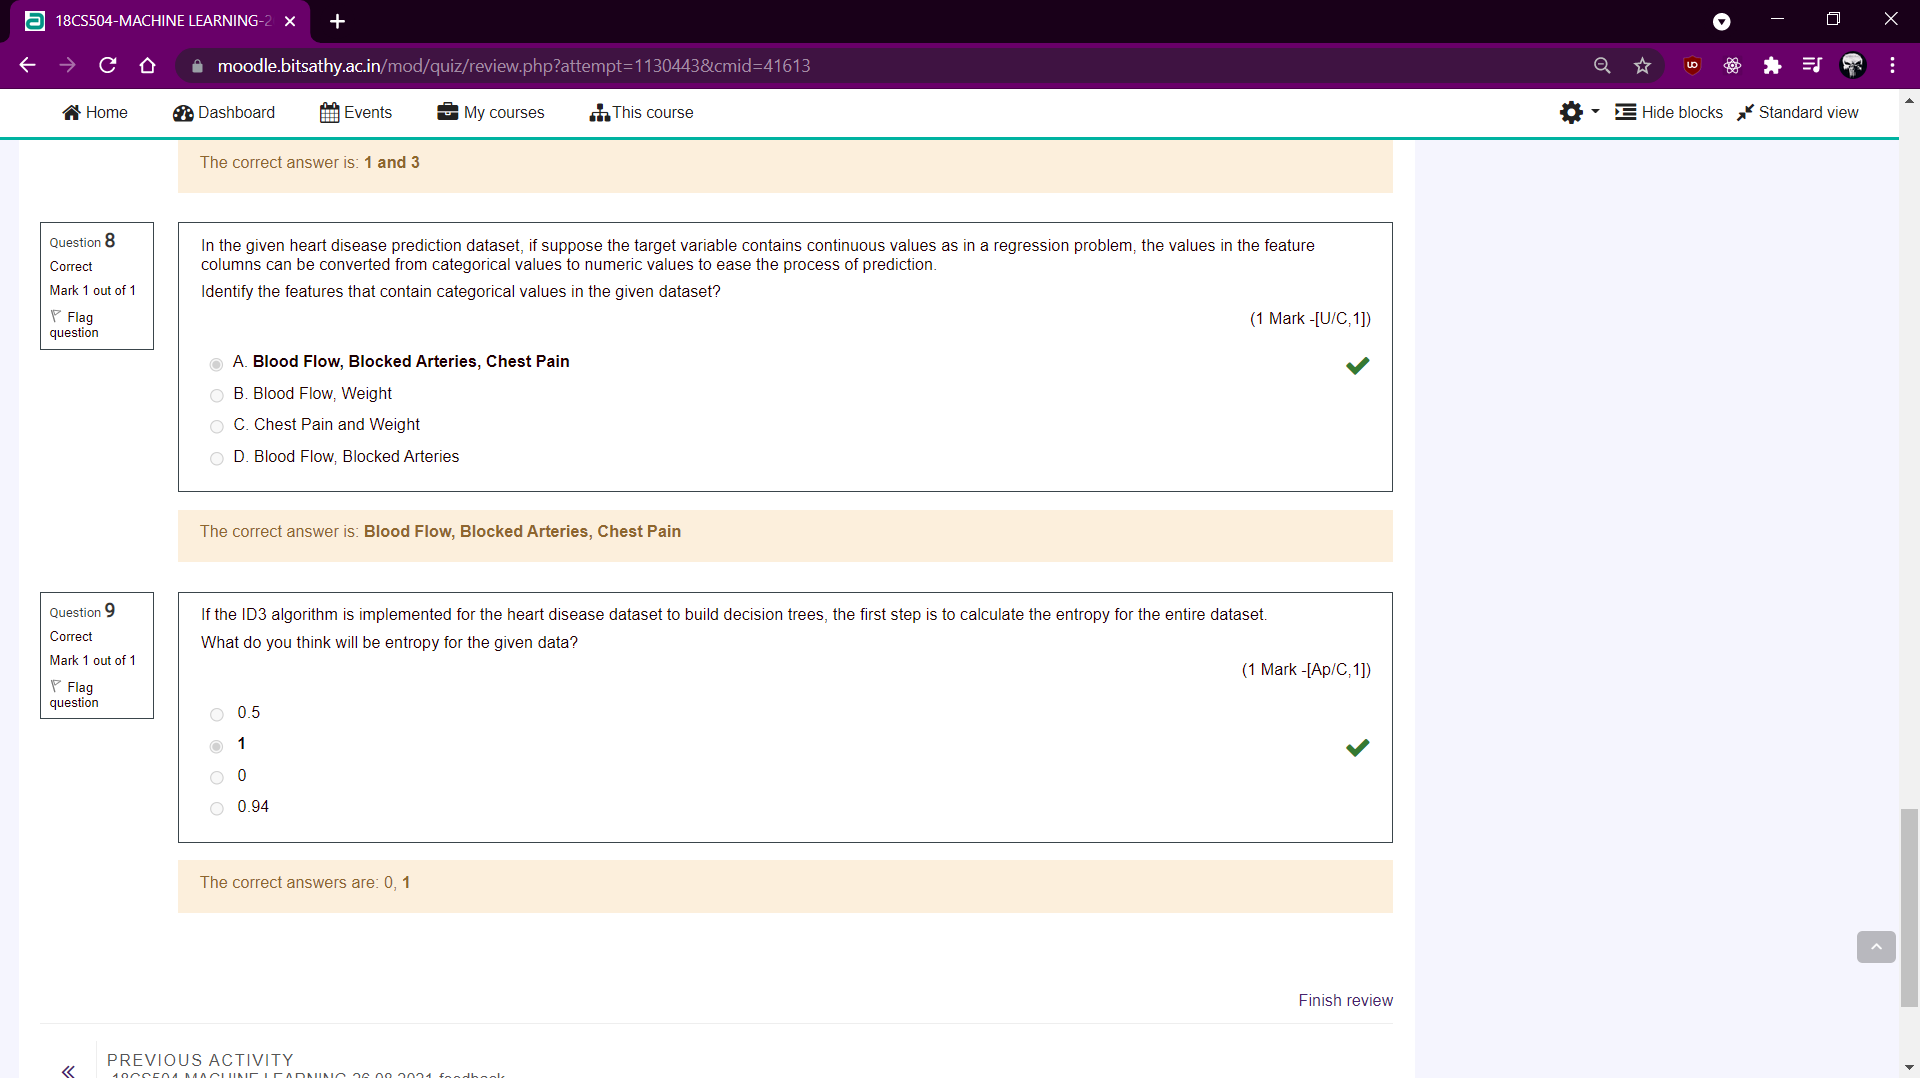 18CS504-MACHINE LEARNING-2
moodle.bitsathy.ac.in/mod/quiz/review.php?attempt=1130443&cmid=41613
Home Dashboard Events My courses This course Hide blocks Standard view
The correct answer is: 1 and 3
Question 8
Correct
Mark 1 out of 1
Flag
question
In the given heart disease prediction dataset, if suppose the target variable contains continuous values as in a regression problem, the values in the feature
columns can be converted from categorical values to numeric values to ease the process of prediction.
Identify the features that contain categorical values in the given dataset?
(1 Mark -[U/C,1])
A. Blood Flow, Blocked Arteries, Chest Pain
B. Blood Flow, Weight
C. Chest Pain and Weight
D. Blood Flow, Blocked Arteries
The correct answer is: Blood Flow, Blocked Arteries, Chest Pain
Question 9
Correct
Mark 1 out of 1
Flag
question
If the ID3 algorithm is implemented for the heart disease dataset to build decision trees, the first step is to calculate the entropy for the entire dataset.
What do you think will be entropy for the given data?
(1 Mark -[Ap/C,1])
0.5
1
0
0.94
The correct answers are: 0, 1
Finish review
PREVIOUS ACTIVITY
18CS504-MACHINE LEARNING-26.08.2021-feedback